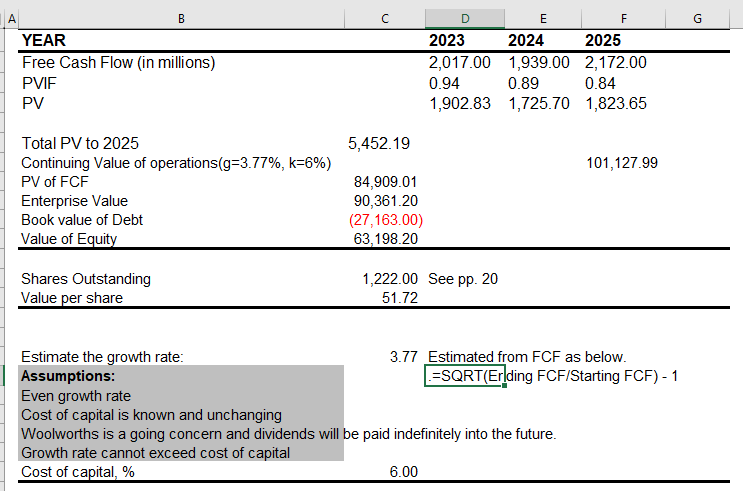 A B C D E F G
YEAR 2023 2024 2025
Free Cash Flow (in millions) 2,017.00 1,939.00 2,172.00
PVIF 0.94 0.89 0.84
PV 1,902.83 1,725.70 1,823.65
Total PV to 2025 5,452.19
Continuing Value of operations(g=3.77%, k=6%) 101,127.99
PV of FCF 84,909.01
Enterprise Value 90,361.20
Book value of Debt (27,163.00)
Value of Equity 63,198.20
Shares Outstanding 1,222.00 See pp. 20
Value per share 51.72
Estimate the growth rate: 3.77 Estimated from FCF as below.
Assumptions: .=SQRT(Ending FCF/Starting FCF) - 1
Even growth rate
Cost of capital is known and unchanging
Woolworths is a going concern and dividends will be paid indefinitely into the future.
Growth rate cannot exceed cost of capital
Cost of capital, % 6.00